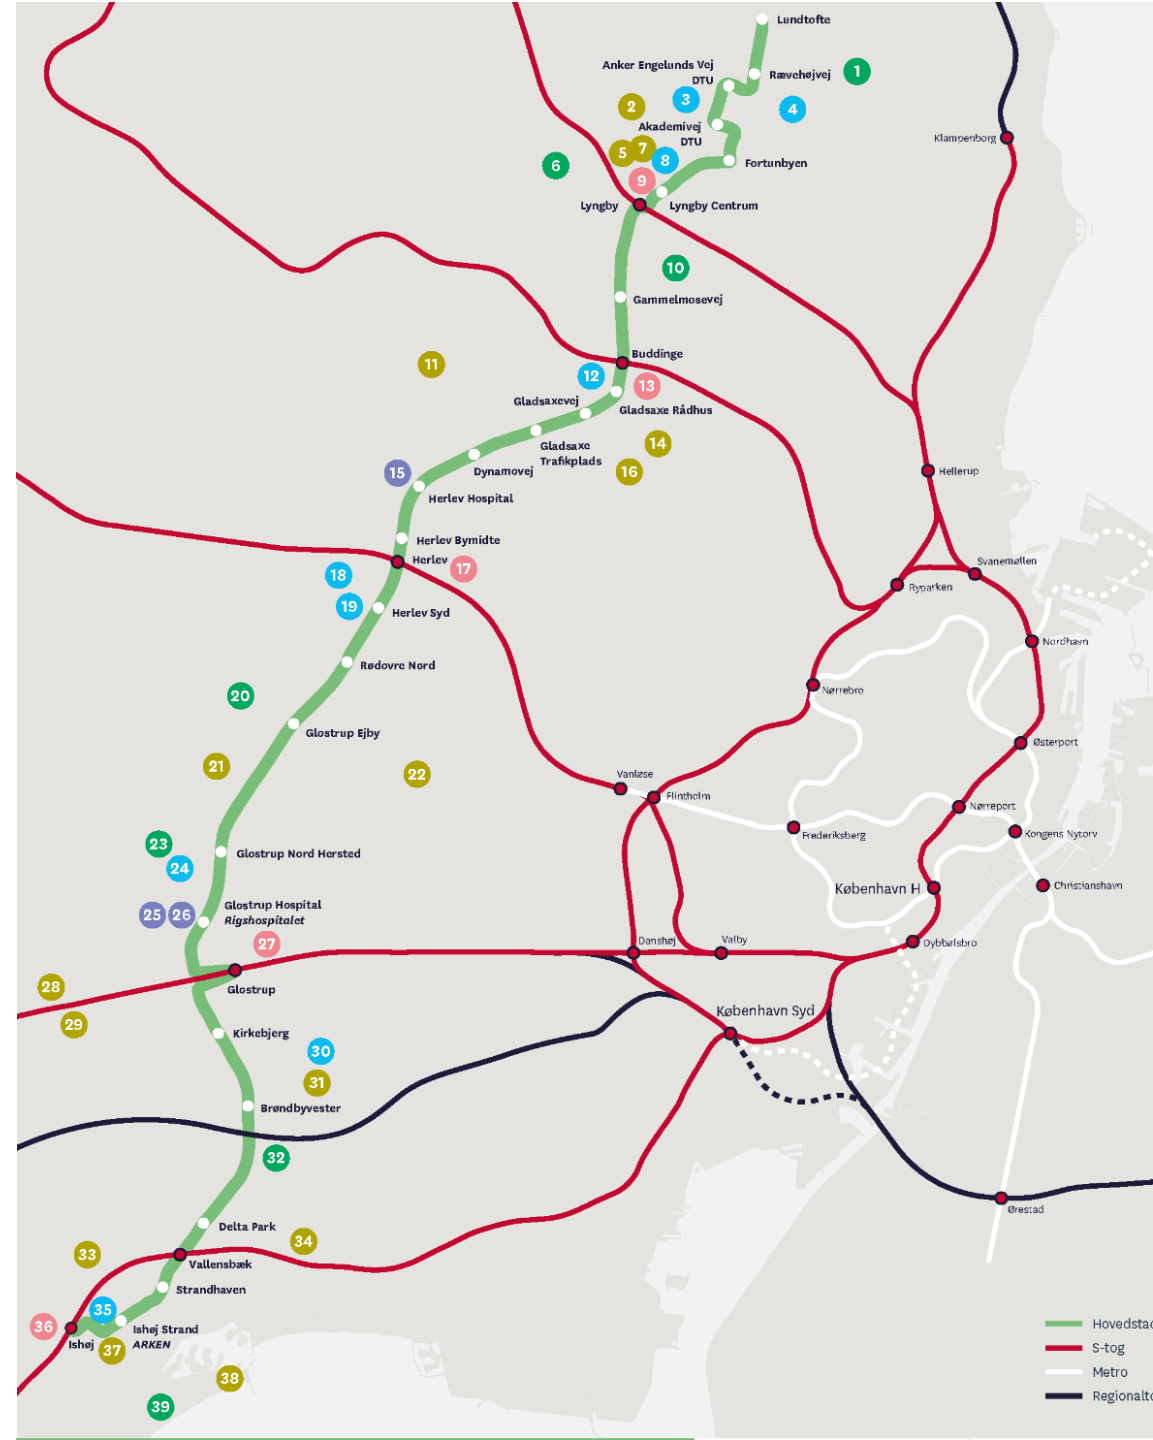 Lundtofte
Anker Engelunds Vej
DTU
Rævehøjvej
1
2
3
4
Akademivej
DTU
5
7
8
6
Fortunbyen
Klampenborg
9
Lyngby
Lyngby Centrum
10
Gammelmosevej
Buddinge
11
12
13
Gladsaxevej
Gladsaxe Rådhus
14
Gladsaxe
Trafikplads
15
16
Dynamovej
Hellerup
Herlev Hospital
Herlev Bymidte
Herlev
17
18
Svanemøllen
Ryparken
19
Herlev Syd
Nordhavn
Rødovre Nord
20
Nørrebro
Glostrup Ejby
Østerport
21
22
Vanløse
Flintholm
Nørreport
Frederiksberg
Kongens Nytorv
23
24
Glostrup Nord Hersted
København H
Christianshavn
25
26
Glostrup Hospital
Rigshospitalet
27
Danshøj
Valby
Dybbølsbro
28
29
Glostrup
København Syd
Kirkebjerg
30
31
Brøndbyvester
32
Ørestad
Delta Park
33
34
Vallensbæk
Strandhaven
35
36
Ishøj
Ishøj Strand
ARKEN
37
38
39
Hovedstad
S-tog
Metro
Regionalto